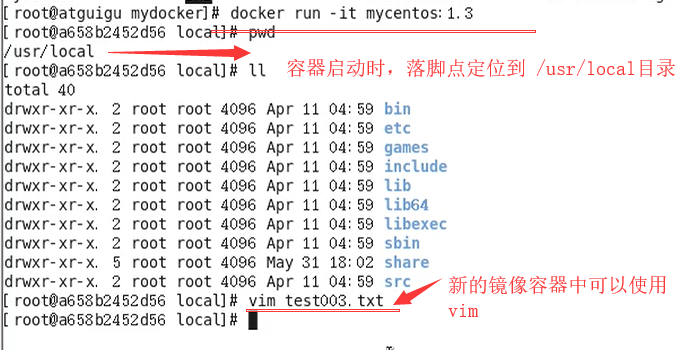 [root@atguigu mydocker]# docker run -it mycentos:1.3
[root@a658b2452d56 local]# pwd
/usr/local
[root@a658b2452d56 local]# ll
容器启动时，落脚点定位到 /usr/local目录
total 40
drwxr-xr-x. 2 root root 4096 Apr 11 04:59 bin
drwxr-xr-x. 2 root root 4096 Apr 11 04:59 etc
drwxr-xr-x. 2 root root 4096 Apr 11 04:59 games
drwxr-xr-x. 2 root root 4096 Apr 11 04:59 include
drwxr-xr-x. 2 root root 4096 Apr 11 04:59 lib
drwxr-xr-x. 2 root root 4096 Apr 11 04:59 lib64
drwxr-xr-x. 2 root root 4096 Apr 11 04:59 libexec
drwxr-xr-x. 2 root root 4096 Apr 11 04:59 sbin
drwxr-xr-x. 5 root root 4096 May 31 18:02 share
drwxr-xr-x. 2 root root 4096 Apr 11 04:59 src
[root@a658b2452d56 local]# vim test003.txt
[root@a658b2452d56 local]#
新的镜像容器中可以使用
vim